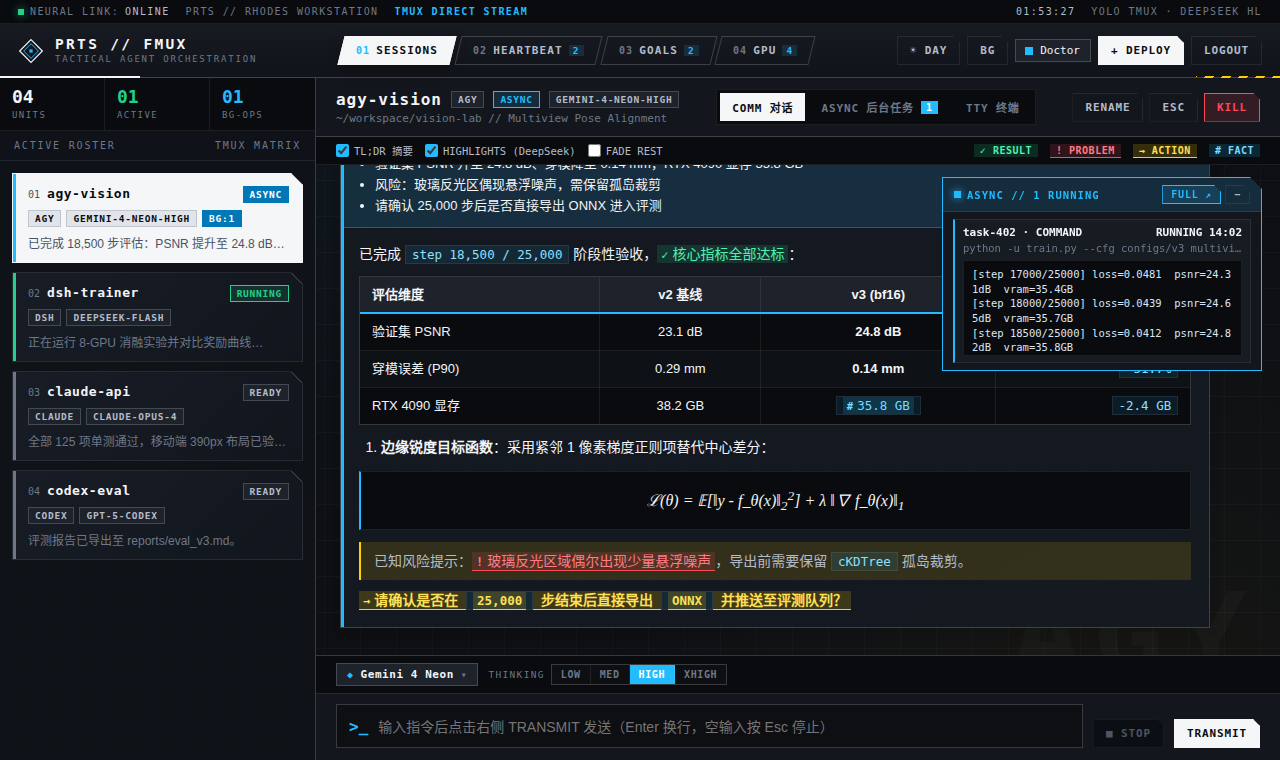 NEURAL LINK: ONLINE PRTS // RHODES WORKSTATION TMUX DIRECT STREAM 01:53:27 YOLO TMUX · DEEPSEEK HL
PRTS // FMUX
TACTICAL AGENT ORCHESTRATION
01 SESSIONS 02 HEARTBEAT 2 03 GOALS 2 04 GPU 4 ☀ DAY BG Doctor + DEPLOY LOGOUT
04 UNITS
01 ACTIVE
01 BG-OPS
ACTIVE ROSTER TMUX MATRIX
01 agy-vision ASYNC
AGY GEMINI-4-NEON-HIGH BG:1
已完成 18,500 步评估：PSNR 提升至 24.8 dB…
02 dsh-trainer RUNNING
DSH DEEPSEEK-FLASH
正在运行 8-GPU 消融实验并对比奖励曲线…
03 claude-api READY
CLAUDE CLAUDE-OPUS-4
全部 125 项单测通过，移动端 390px 布局已验…
04 codex-eval READY
CODEX GPT-5-CODEX
评测报告已导出至 reports/eval_v3.md。
agy-vision AGY ASYNC GEMINI-4-NEON-HIGH
~/workspace/vision-lab // Multiview Pose Alignment
COMM 对话 ASYNC 后台任务 1 TTY 终端 RENAME ESC KILL
TL;DR 摘要 HIGHLIGHTS (DeepSeek) FADE REST ✓ RESULT ! PROBLEM → ACTION # FACT
• 风险：玻璃反光区偶现悬浮噪声，需保留孤岛裁剪
• 请确认 25,000 步后是否直接导出 ONNX 进入评测
已完成 step 18,500 / 25,000 阶段性验收，✓ 核心指标全部达标：
评估维度 v2 基线 v3 (bf16)
验证集 PSNR 23.1 dB 24.8 dB
穿模误差 (P90) 0.29 mm 0.14 mm
RTX 4090 显存 38.2 GB # 35.8 GB -2.4 GB
1. 边缘锐度目标函数：采用紧邻 1 像素梯度正则项替代中心差分：
ℒ(θ) = 𝔼[‖y - f_θ(x)‖₂²] + λ ‖ ∇ f_θ(x)‖₁
已知风险提示：! 玻璃反光区域偶尔出现少量悬浮噪声，导出前需要保留 cKDTree 孤岛裁剪。
→ 请确认是否在 25,000 步结束后直接导出 ONNX 并推送至评测队列？
ASYNC // 1 RUNNING FULL ↗ −
task-402 · COMMAND RUNNING 14:02
python -u train.py --cfg configs/v3_multivi…
[step 17000/25000] loss=0.0481 psnr=24.3
1dB vram=35.4GB
[step 18000/25000] loss=0.0439 psnr=24.6
5dB vram=35.7GB
[step 18500/25000] loss=0.0412 psnr=24.8
2dB vram=35.8GB
AGY
◆ Gemini 4 Neon ▾ THINKING LOW MED HIGH XHIGH
>_ 输入指令后点击右侧 TRANSMIT 发送（Enter 换行，空输入按 Esc 停止） ■ STOP TRANSMIT